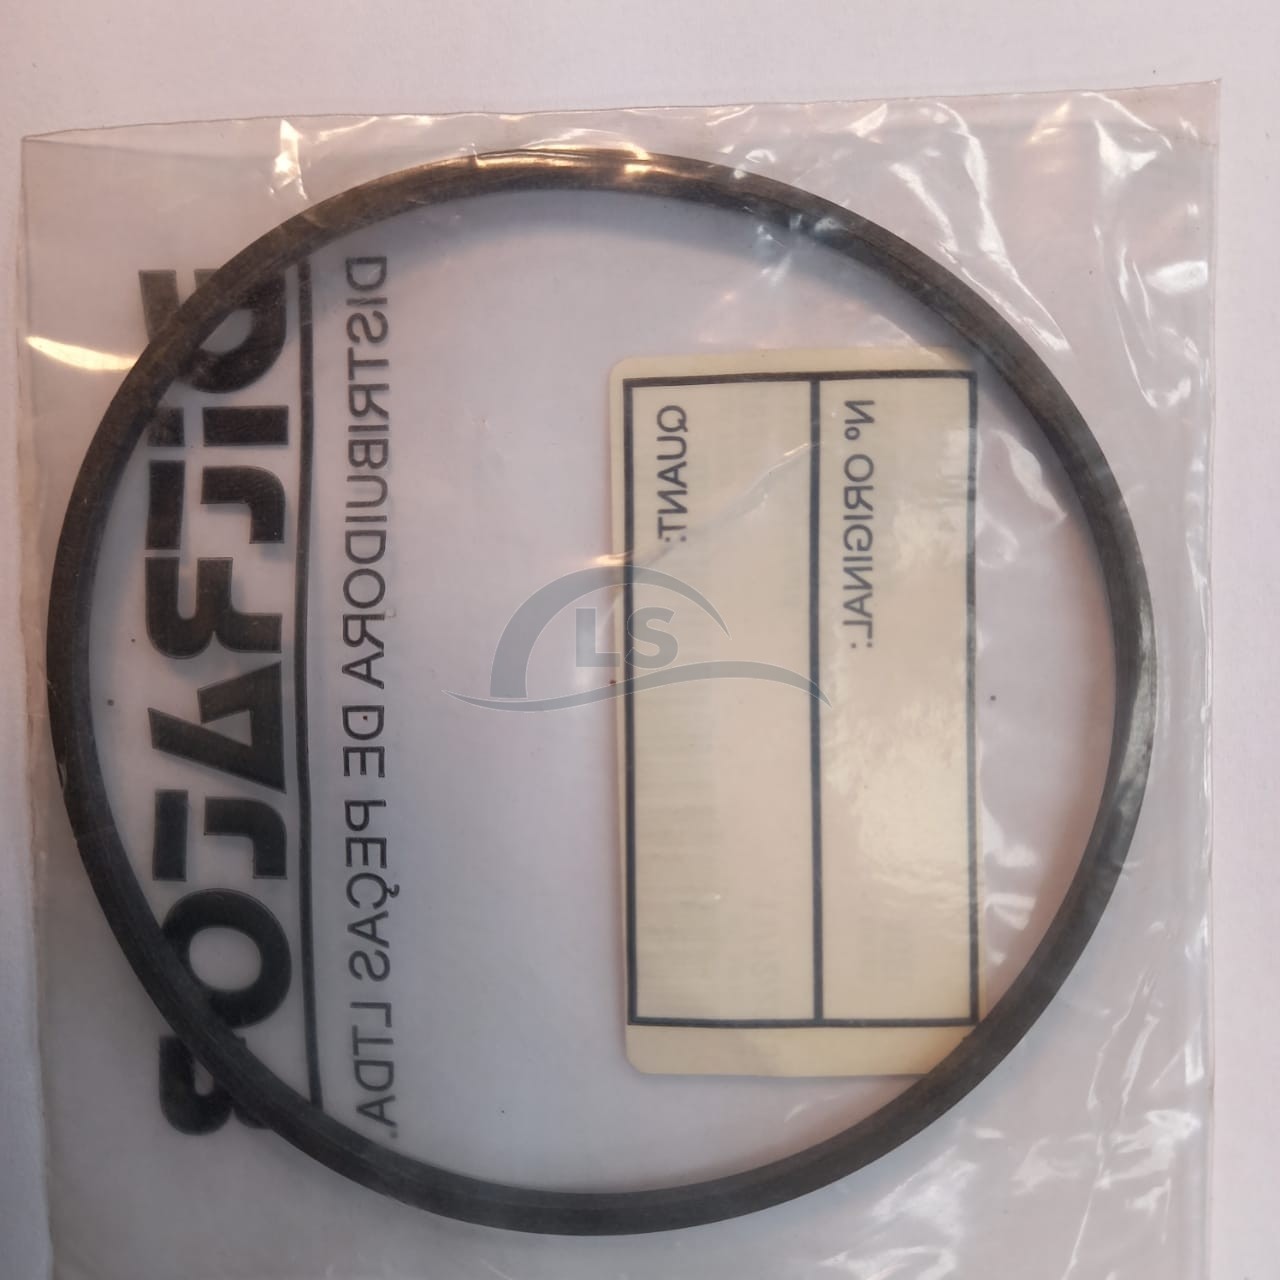 DISTRIBUIDORA DE PEÇAS LTDA.
Nº ORIGINAL:
QUANT:
LS